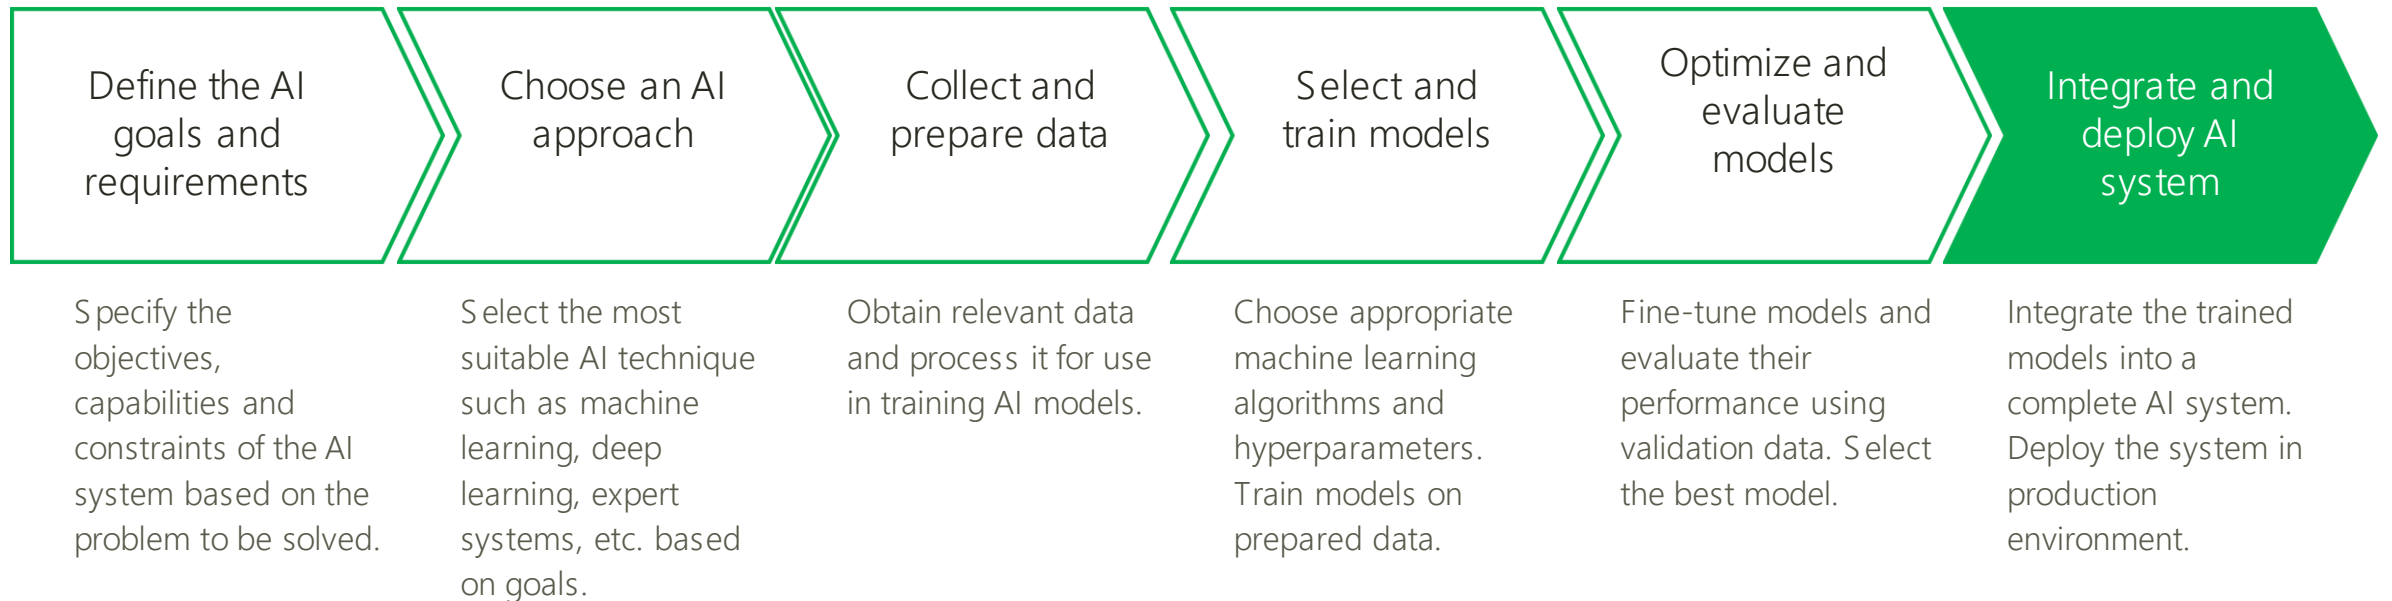 Define the AI
goals and
requirements
Choose an AI
approach
Collect and
prepare data
Select and
train models
Optimize and
evaluate
models
Integrate and
deploy AI
system
Specify the
objectives,
capabilities and
constraints of the AI
system based on the
problem to be solved.
Select the most
suitable AI technique
such as machine
learning, deep
learning, expert
systems, etc. based
on goals.
Obtain relevant data
and process it for use
in training AI models.
Choose appropriate
machine learning
algorithms and
hyperparameters.
Train models on
prepared data.
Fine-tune models and
evaluate their
performance using
validation data. Select
the best model.
Integrate the trained
models into a
complete AI system.
Deploy the system in
production
environment.